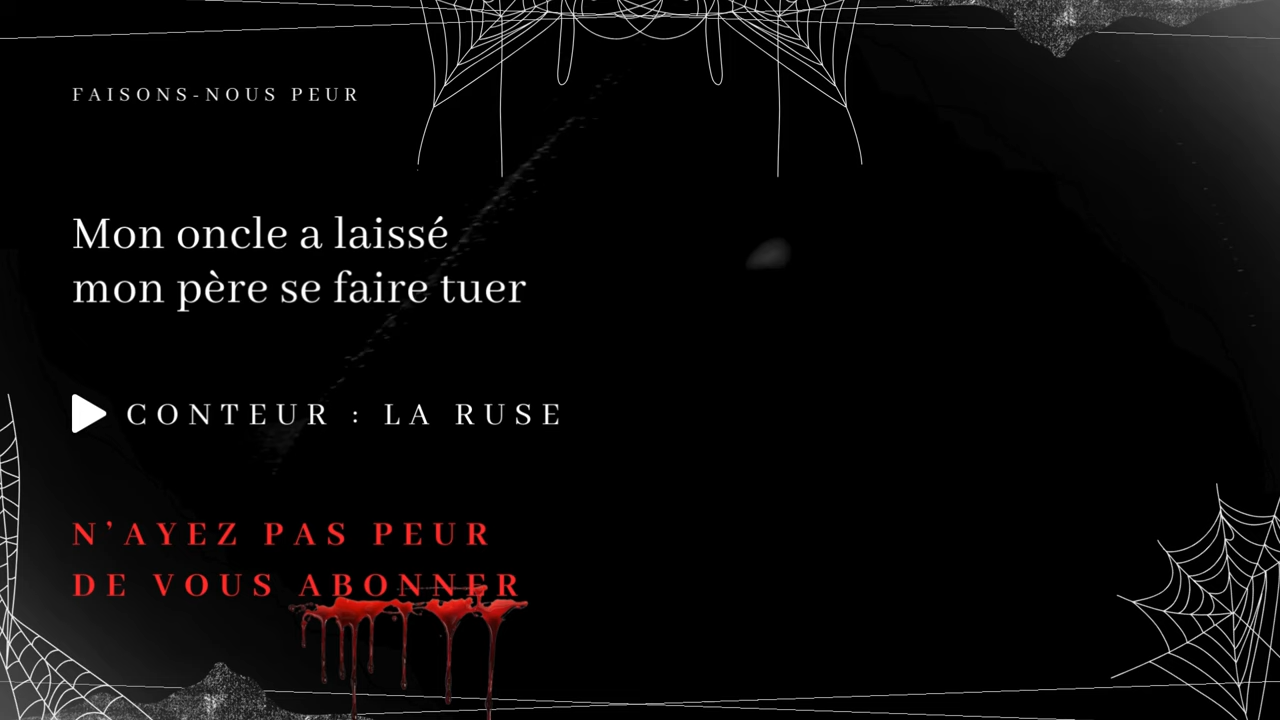 FAISONS-NOUS PEUR
Mon oncle a laissé
mon père se faire tuer
CONTEUR : LA RUSE
N’AYEZ PAS PEUR
DE VOUS ABONNER